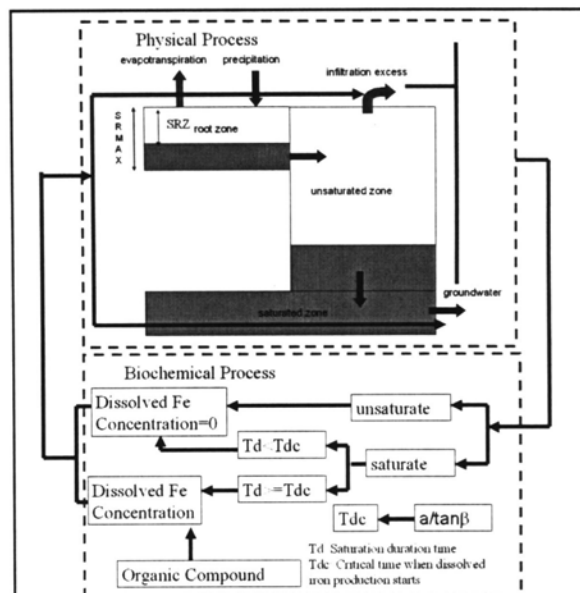 Physical Process
evapotranspiration
precipitation
infiltration excess
SRMAX
SRZ
root zone
unsaturated zone
groundwater
saturated zone
Biochemical Process
Dissolved Fe
Concentration=0
unsaturate
Td<Tdc
saturate
Dissolved Fe
Concentration
Td>=Tdc
Tdc
a/tanβ
Organic Compound
Td Saturation duration time
Tdc Critical time when dissolved
iron production starts